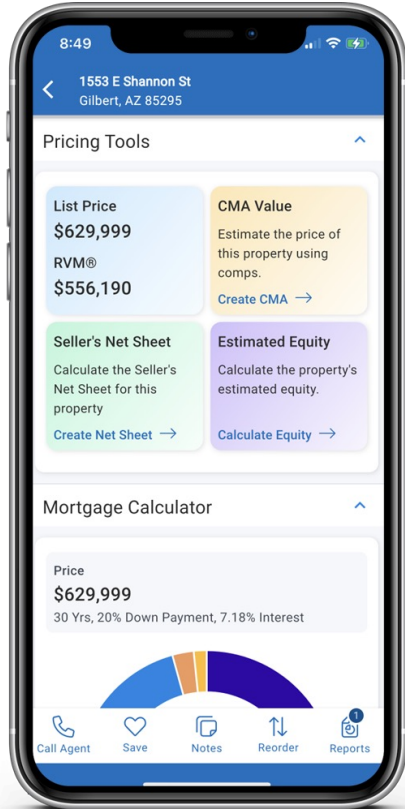 8:49
1553 E Shannon St
Gilbert, AZ 85295
Pricing Tools
List Price
$629,999
RVM®
$556,190
CMA Value
Estimate the price of
this property using
comps.
Create CMA →
Seller's Net Sheet
Calculate the Seller's
Net Sheet for this
property
Create Net Sheet →
Estimated Equity
Calculate the property's
estimated equity.
Calculate Equity →
Mortgage Calculator
Price
$629,999
30 Yrs, 20% Down Payment, 7.18% Interest
Call Agent
Save
Notes
Reorder
1
Reports